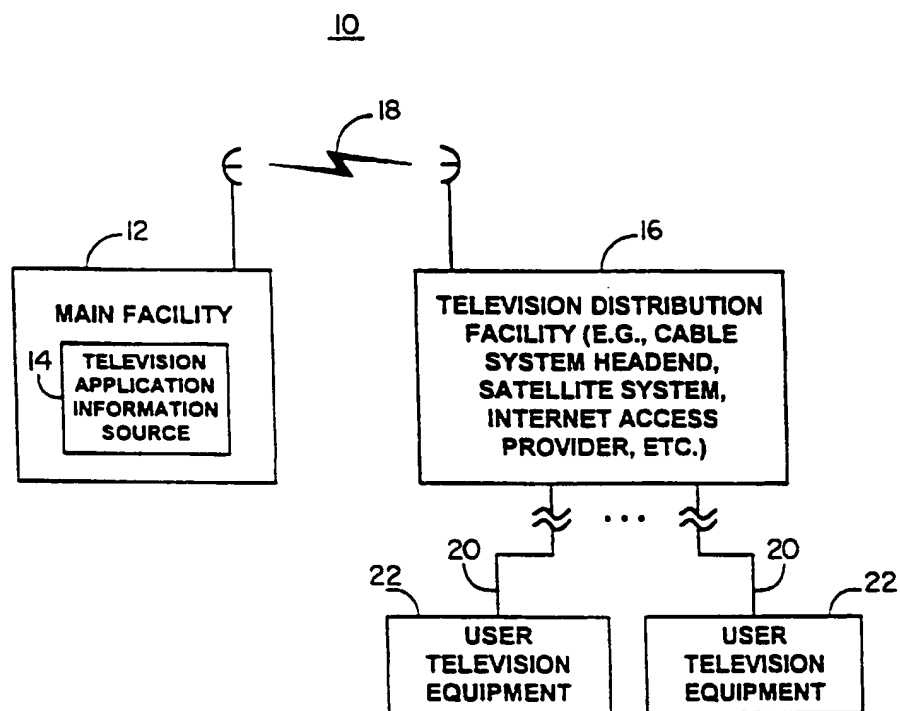 10
18
12
16
MAIN FACILITY
14
TELEVISION
APPLICATION
INFORMATION
SOURCE
TELEVISION DISTRIBUTION
FACILITY (E.G., CABLE
SYSTEM HEADEND,
SATELLITE SYSTEM,
INTERNET ACCESS
PROVIDER, ETC.)
...
20
20
22
22
USER
TELEVISION
EQUIPMENT
USER
TELEVISION
EQUIPMENT